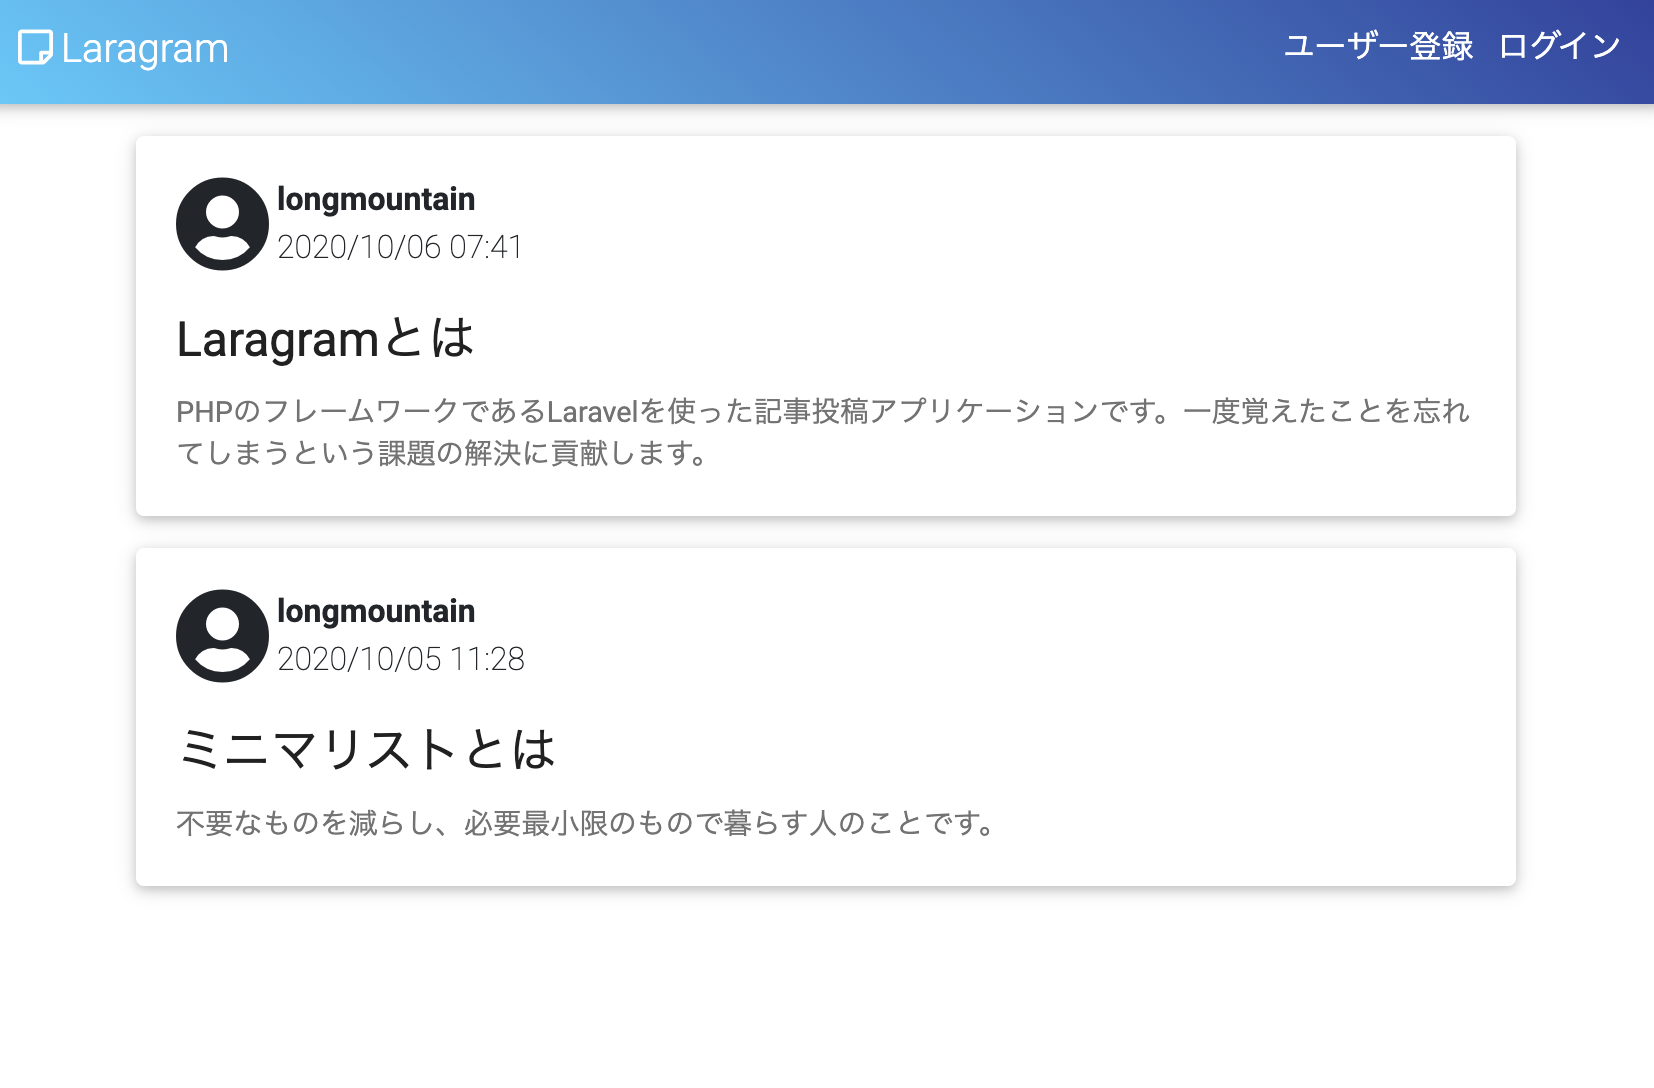 Laragram
ユーザー登録 ログイン
longmountain
2020/10/06 07:41
Laragramとは
PHPのフレームワークであるLaravelを使った記事投稿アプリケーションです。一度覚えたことを忘れ
てしまうという課題の解決に貢献します。
longmountain
2020/10/05 11:28
ミニマリストとは
不要なものを減らし、必要最小限のもので暮らす人のことです。